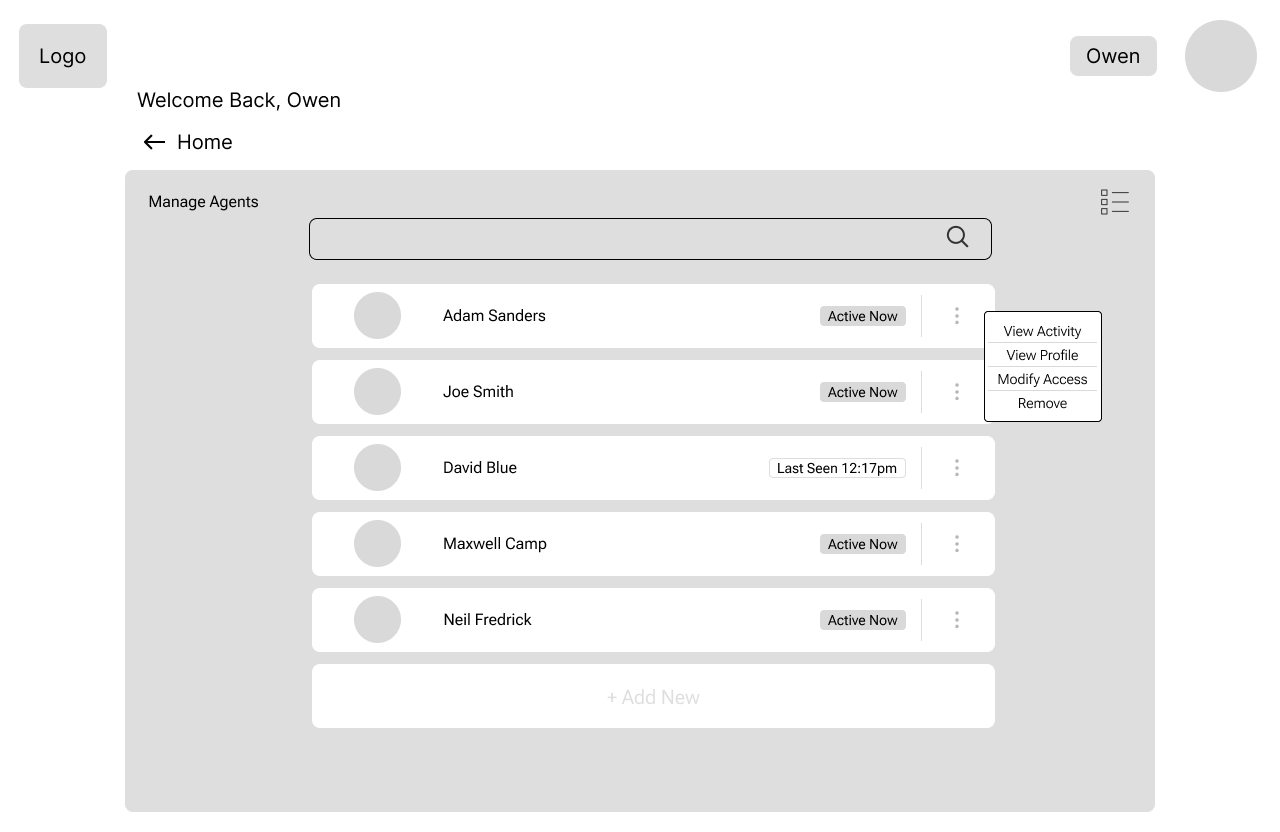 Logo
Owen
Welcome Back, Owen
Home
Manage Agents
Adam Sanders
Active Now
View Activity
View Profile
Modify Access
Remove
Joe Smith
Active Now
David Blue
Last Seen 12:17pm
Maxwell Camp
Active Now
Neil Fredrick
Active Now
+ Add New